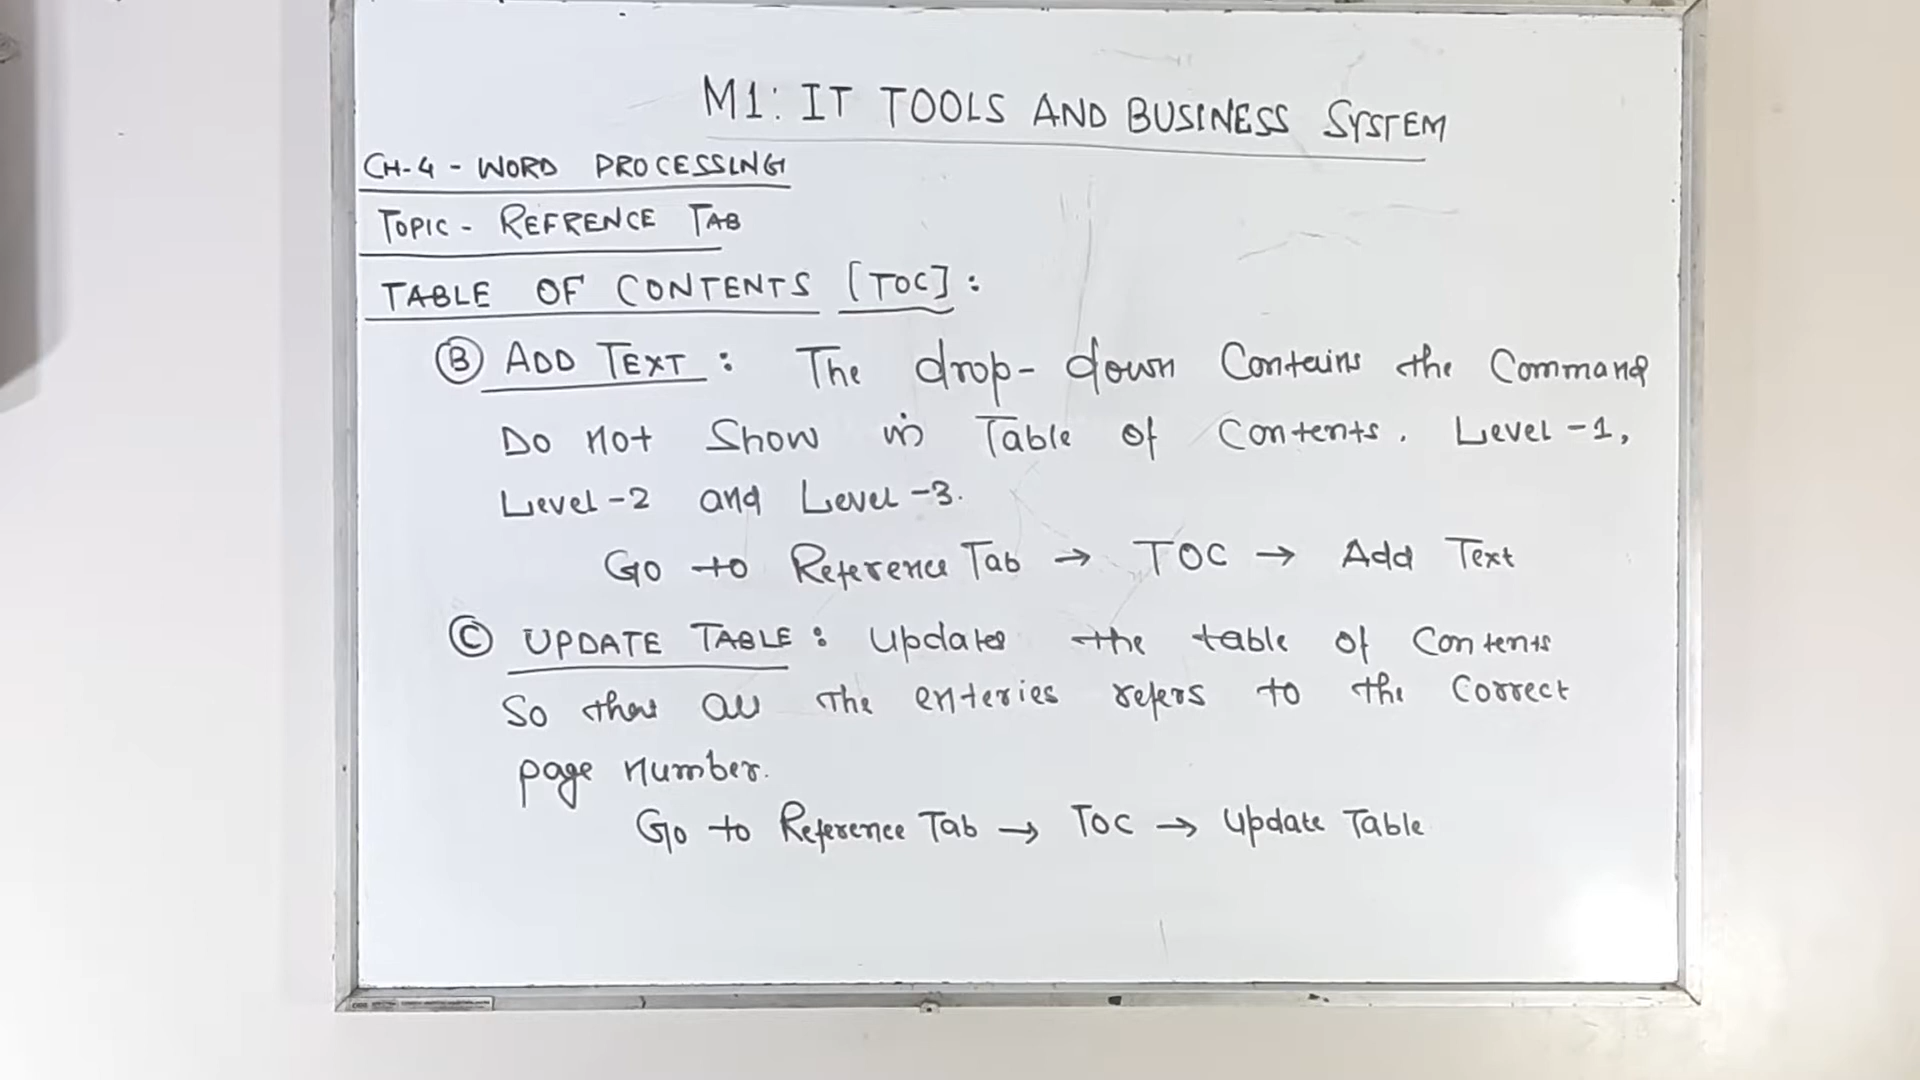 M1: IT TOOLS AND BUSINESS SYSTEM
CH-4 - WORD PROCESSING
TOPIC - REFRENCE TAB
TABLE OF CONTENTS [TOC] :
Ⓑ ADD TEXT : The drop-down Contains the Command
Do not Show in Table of Contents. Level-1,
Level-2 and Level-3.
Go to Reference Tab → TOC → Add Text
Ⓒ UPDATE TABLE : Updates the table of Contents
So that all the enteries refers to the Correct
page number.
Go to Reference Tab → TOC → Update Table